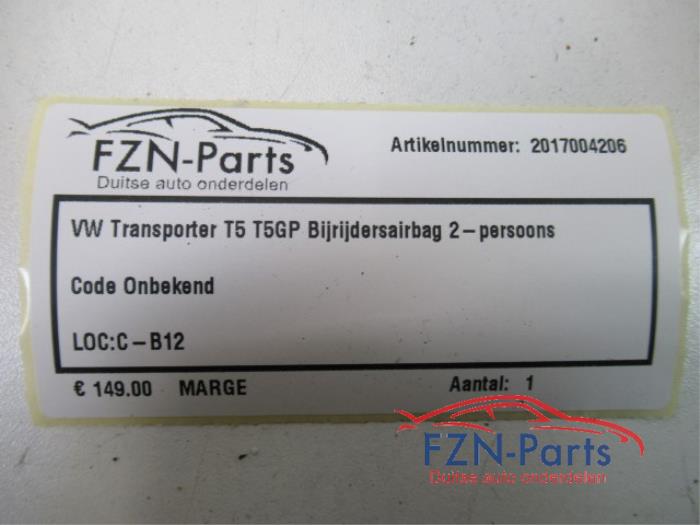 FZN-Parts
Duitse auto onderdelen
Artikelnummer: 2017004206
VW Transporter T5 T5GP Bijrijdersairbag 2-persoons
Code Onbekend
LOC:C-B12
€ 149.00 MARGE
Aantal: 1
FZN-Parts
Duitse auto onderdelen